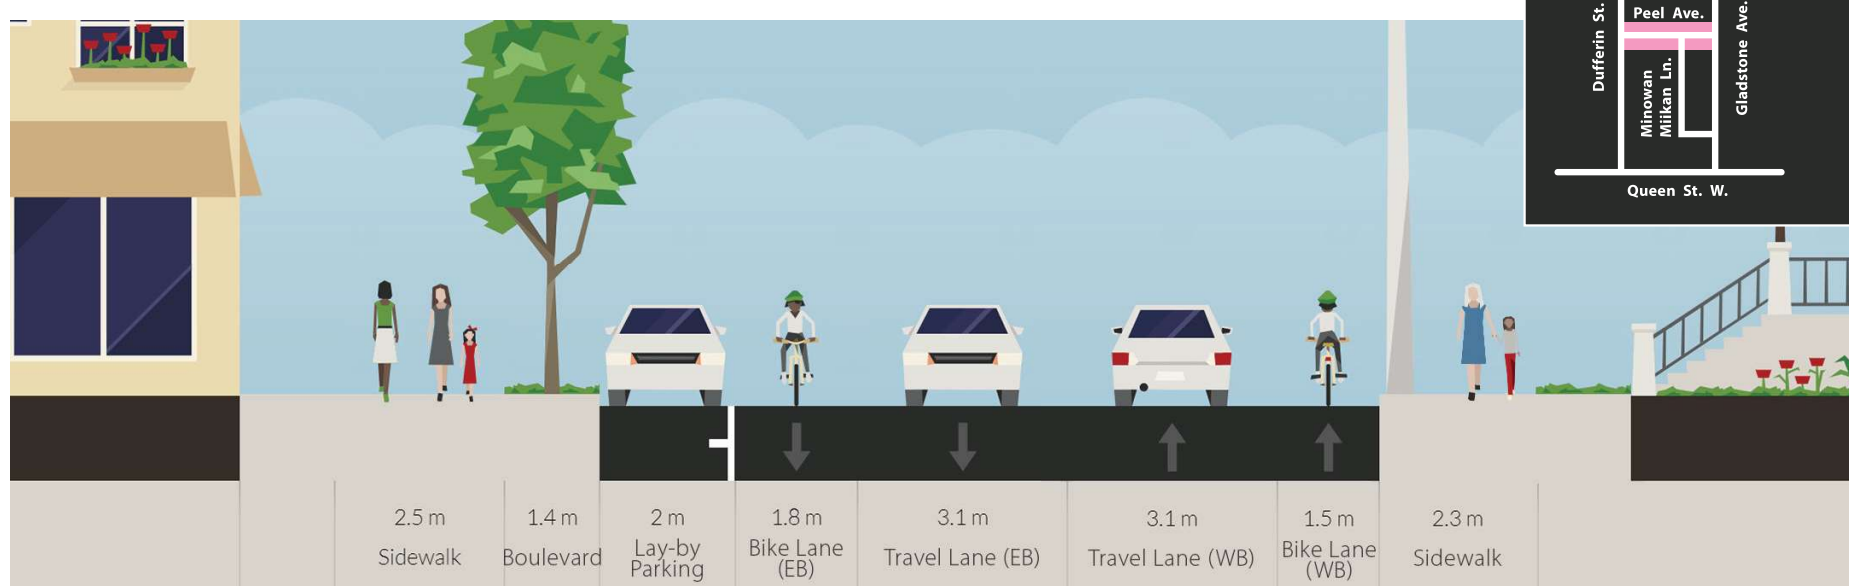 Peel Ave.
Dufferin St.
Minowan
Miikan Ln.
Gladstone Ave.
Queen St. W.
2.5 m
Sidewalk
1.4 m
Boulevard
2 m
Lay-by
Parking
1.8 m
Bike Lane
(EB)
3.1 m
Travel Lane (EB)
3.1 m
Travel Lane (WB)
1.5 m
Bike Lane
(WB)
2.3 m
Sidewalk